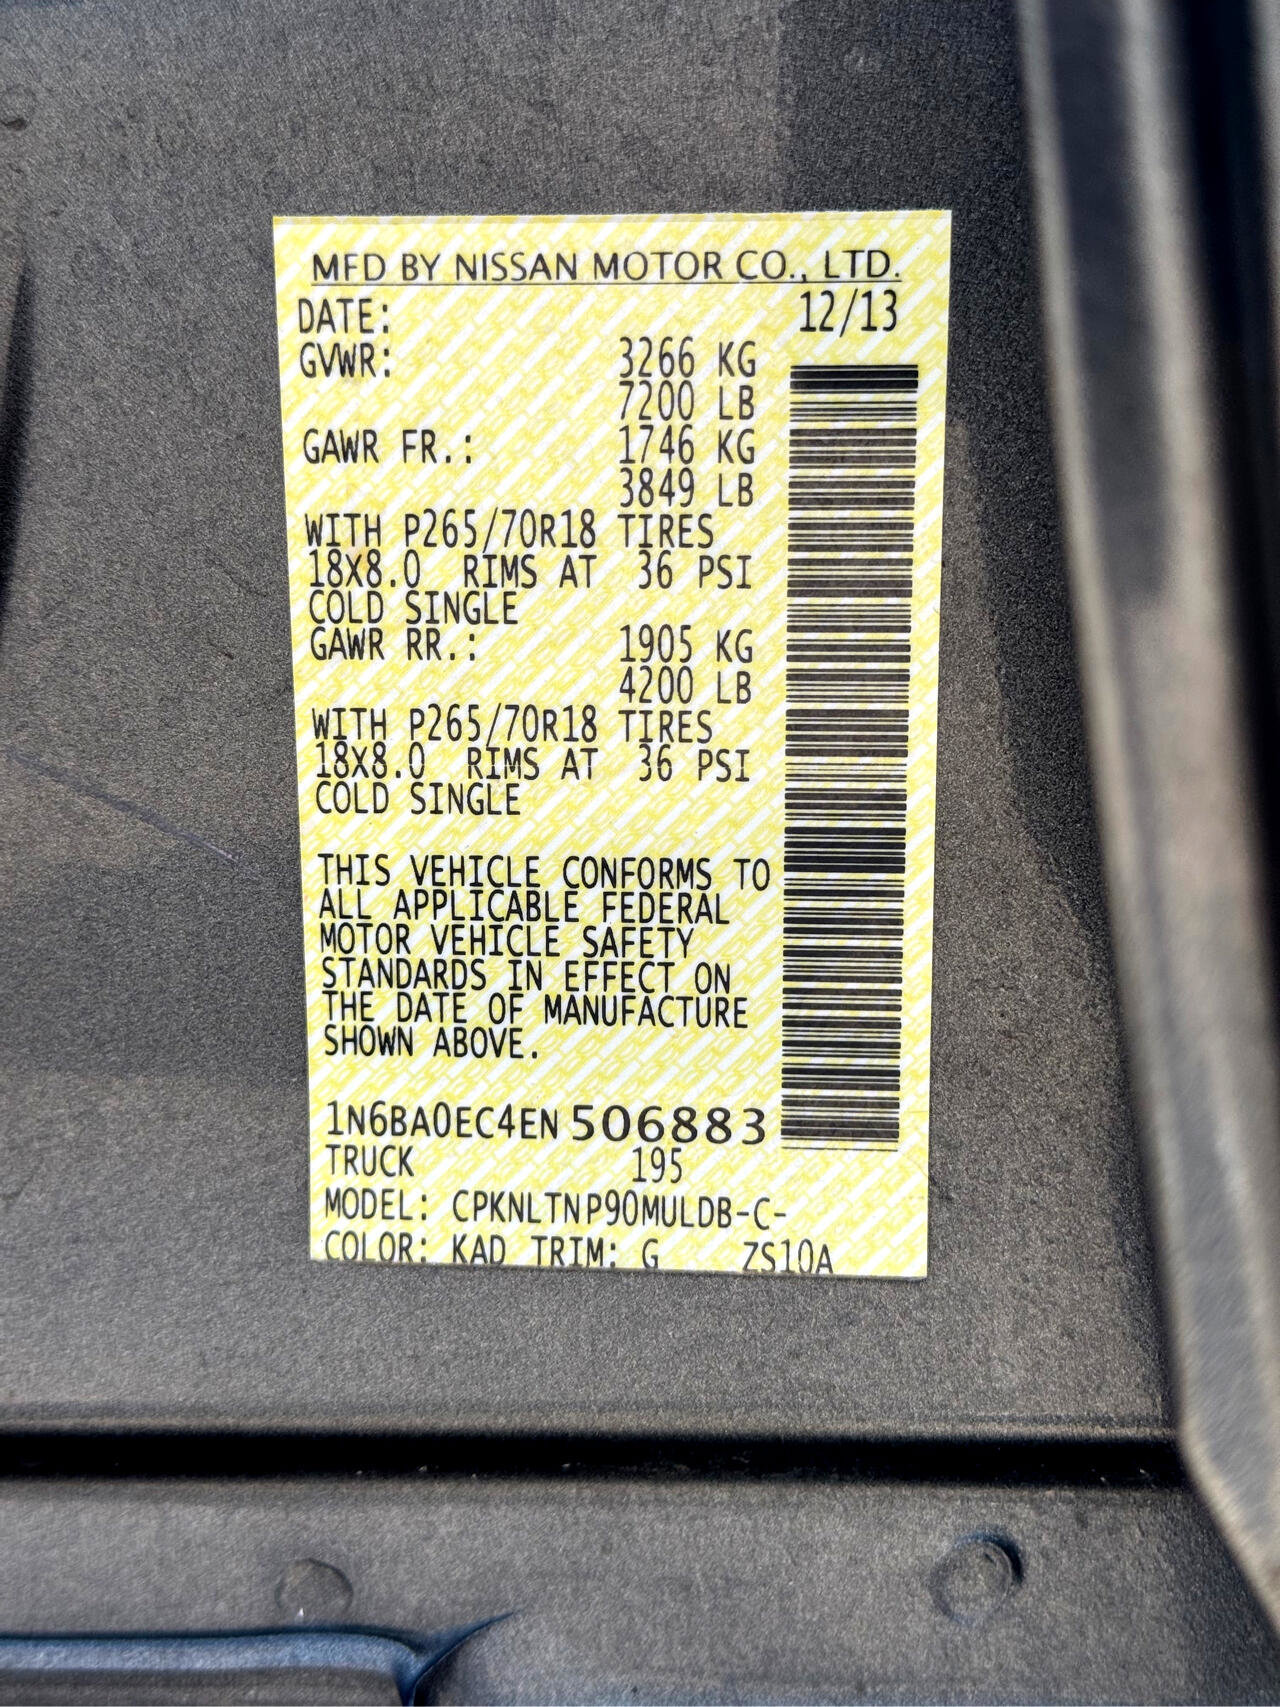 MFD BY NISSAN MOTOR CO., LTD.
DATE: 12/13
GVWR: 3266 KG
7200 LB
GAWR FR.: 1746 KG
3849 LB
WITH P265/70R18 TIRES
18X8.0 RIMS AT 36 PSI
COLD SINGLE
GAWR RR.: 1905 KG
4200 LB
WITH P265/70R18 TIRES
18X8.0 RIMS AT 36 PSI
COLD SINGLE
THIS VEHICLE CONFORMS TO
ALL APPLICABLE FEDERAL
MOTOR VEHICLE SAFETY
STANDARDS IN EFFECT ON
THE DATE OF MANUFACTURE
SHOWN ABOVE.
1N6BA0EC4EN506883
TRUCK 195
MODEL: CPKNLTNP90MULDB-C-
COLOR: KAD TRIM: G ZS10A